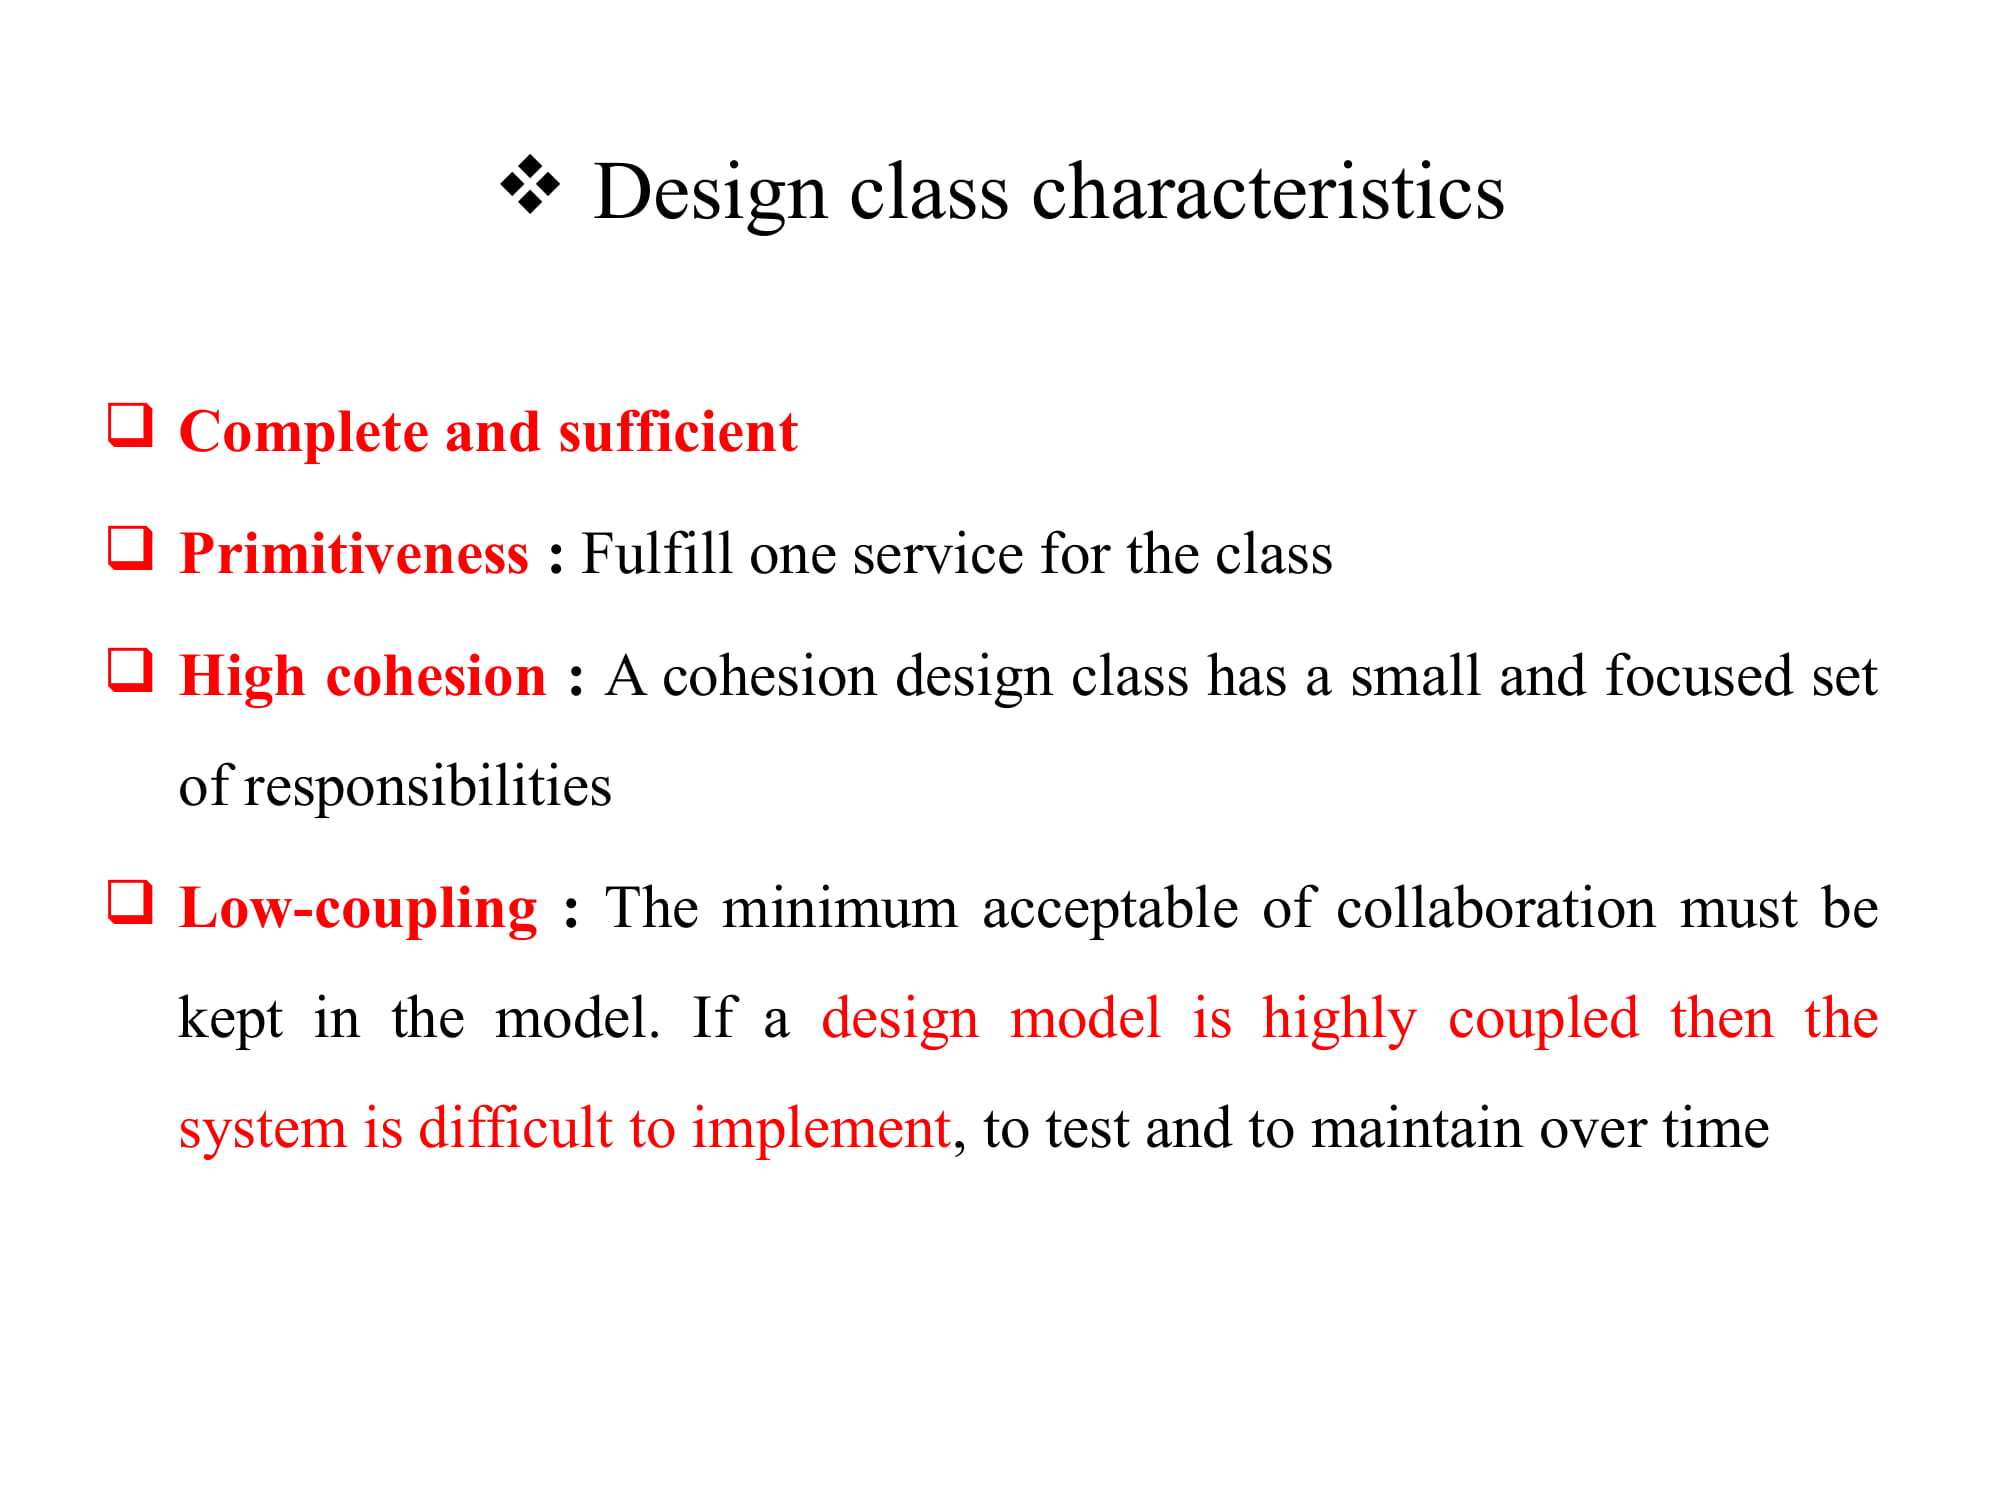 ❖ Design class characteristics
❑ Complete and sufficient
❑ Primitiveness : Fulfill one service for the class
❑ High cohesion : A cohesion design class has a small and focused set
of responsibilities
❑ Low-coupling : The minimum acceptable of collaboration must be
kept in the model. If a design model is highly coupled then the
system is difficult to implement, to test and to maintain over time